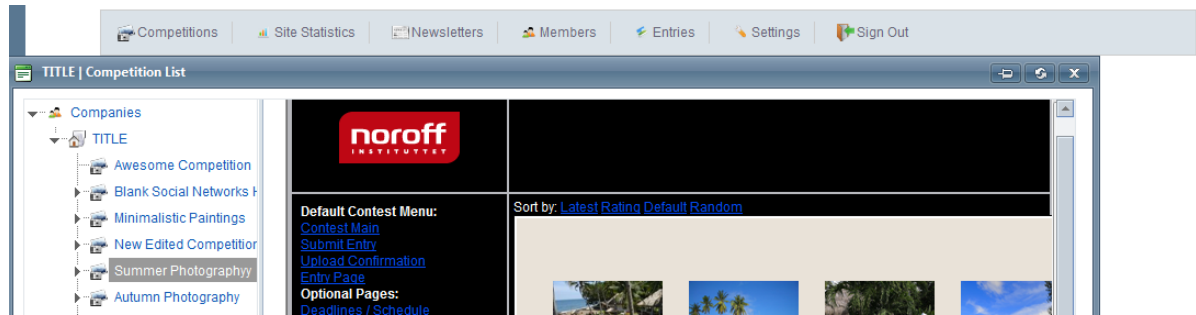 Competitions Site Statistics Newsletters Members Entries Settings Sign Out
TITLE | Competition List
Companies
TITLE
Awesome Competition
Blank Social Networks H
Minimalistic Paintings
New Edited Competition
Summer Photographyy
Autumn Photography
noroff
INSTITUTTET
Default Contest Menu:
Contest Main
Submit Entry
Upload Confirmation
Entry Page
Optional Pages:
Deadlines / Schedule
Sort by: Latest Rating Default Random